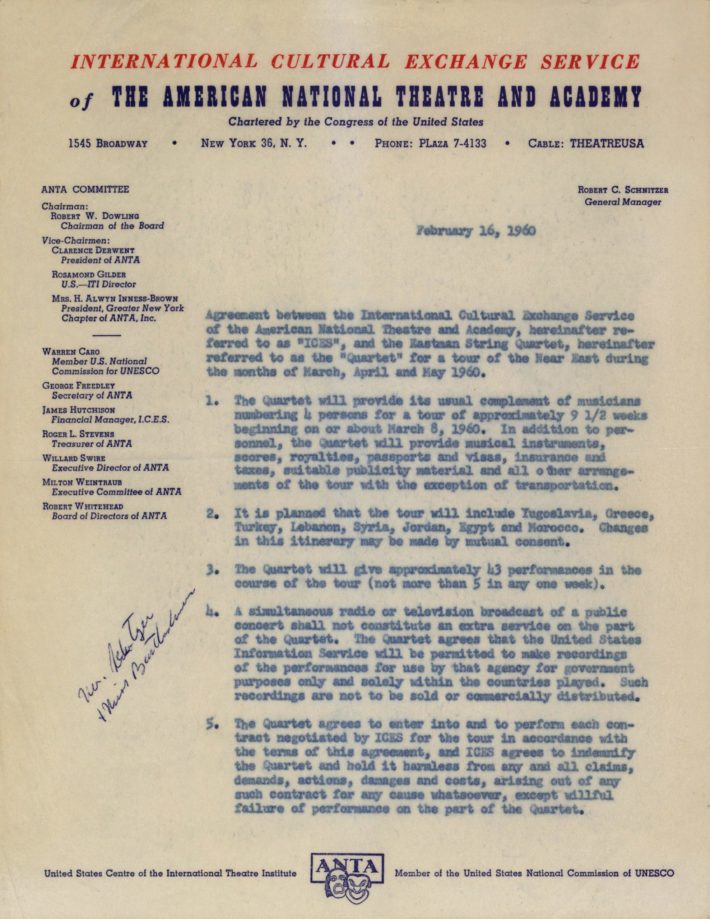 INTERNATIONAL CULTURAL EXCHANGE SERVICE
of THE AMERICAN NATIONAL THEATRE AND ACADEMY
Chartered by the Congress of the United States
1545 BROADWAY • NEW YORK 36, N. Y. • • PHONE: PLAZA 7-4133 • CABLE: THEATREUSA
ANTA COMMITTEE
Chairman:
ROBERT W. DOWLING
Chairman of the Board
Vice-Chairmen:
CLARENCE DERWENT
President of ANTA
ROSAMOND GILDER
U.S.—ITI Director
MRS. H. ALWYN INNESS-BROWN
President, Greater New York
Chapter of ANTA, Inc.
WARREN CARO
Member U.S. National
Commission for UNESCO
GEORGE FREEDLEY
Secretary of ANTA
JAMES HUTCHISON
Financial Manager, I.C.E.S.
ROGER L. STEVENS
Treasurer of ANTA
WILLARD SWIRE
Executive Director of ANTA
MILTON WEINTRAUB
Executive Committee of ANTA
ROBERT WHITEHEAD
Board of Directors of ANTA
ROBERT C. SCHNITZER
General Manager
February 16, 1960
Agreement between the International Cultural Exchange Service
of the American National Theatre and Academy, hereinafter re-
ferred to as "ICES", and the Eastman String Quartet, hereinafter
referred to as the "Quartet" for a tour of the Near East during
the months of March, April and May 1960.
1. The Quartet will provide its usual complement of musicians
numbering 4 persons for a tour of approximately 9 1/2 weeks
beginning on or about March 8, 1960. In addition to per-
sonnel, the Quartet will provide musical instruments,
scores, royalties, passports and visas, insurance and
taxes, suitable publicity material and all other arrange-
ments of the tour with the exception of transportation.
2. It is planned that the tour will include Yugoslavia, Greece,
Turkey, Lebanon, Syria, Jordan, Egypt and Morocco. Changes
in this itinerary may be made by mutual consent.
3. The Quartet will give approximately 43 performances in the
course of the tour (not more than 5 in any one week).
4. A simultaneous radio or television broadcast of a public
concert shall not constitute an extra service on the part
of the Quartet. The Quartet agrees that the United States
Information Service will be permitted to make recordings
of the performances for use by that agency for government
purposes only and solely within the countries played. Such
recordings are not to be sold or commercially distributed.
5. The Quartet agrees to enter into and to perform each con-
tract negotiated by ICES for the tour in accordance with
the terms of this agreement, and ICES agrees to indemnify
the Quartet and hold it harmless from any and all claims,
demands, actions, damages and costs, arising out of any
such contract for any cause whatsoever, except willful
failure of performance on the part of the Quartet.
Miss
United States Centre of the International Theatre Institute
ANTA
Member of the United States National Commission of UNESCO